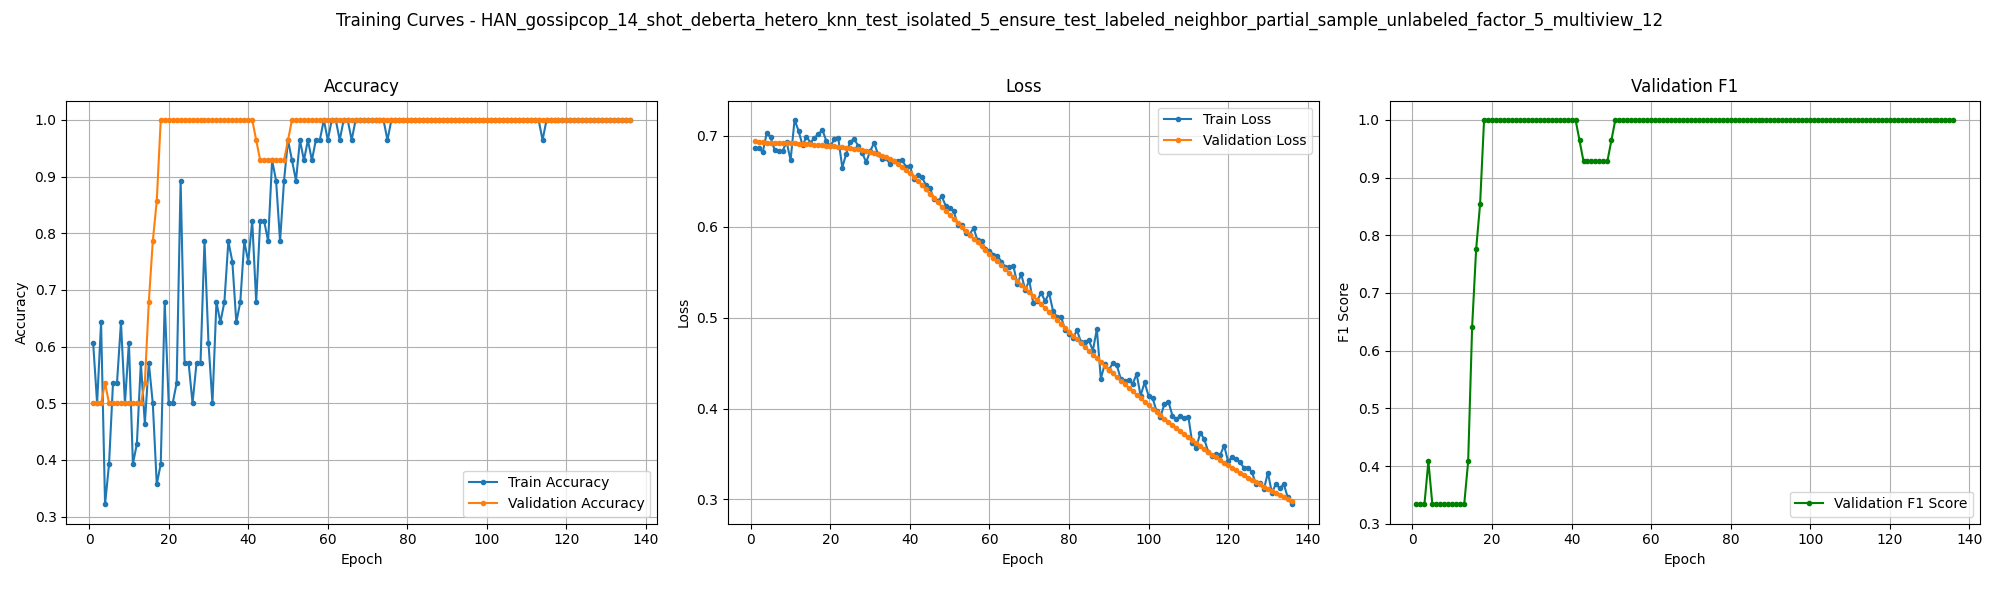 Training Curves - HAN_gossipcop_14_shot_deberta_hetero_knn_test_isolated_5_ensure_test_labeled_neighbor_partial_sample_unlabeled_factor_5_multiview_12
Accuracy
1.0
0.9
0.8
0.7
0.6
0.5
0.4
0.3
Accuracy
Train Accuracy
Validation Accuracy
0 20 40 60 80 100 120 140
Epoch
Loss
0.7
0.6
0.5
0.4
0.3
Loss
Train Loss
Validation Loss
0 20 40 60 80 100 120 140
Epoch
Validation F1
1.0
0.9
0.8
0.7
0.6
0.5
0.4
0.3
F1 Score
Validation F1 Score
0 20 40 60 80 100 120 140
Epoch